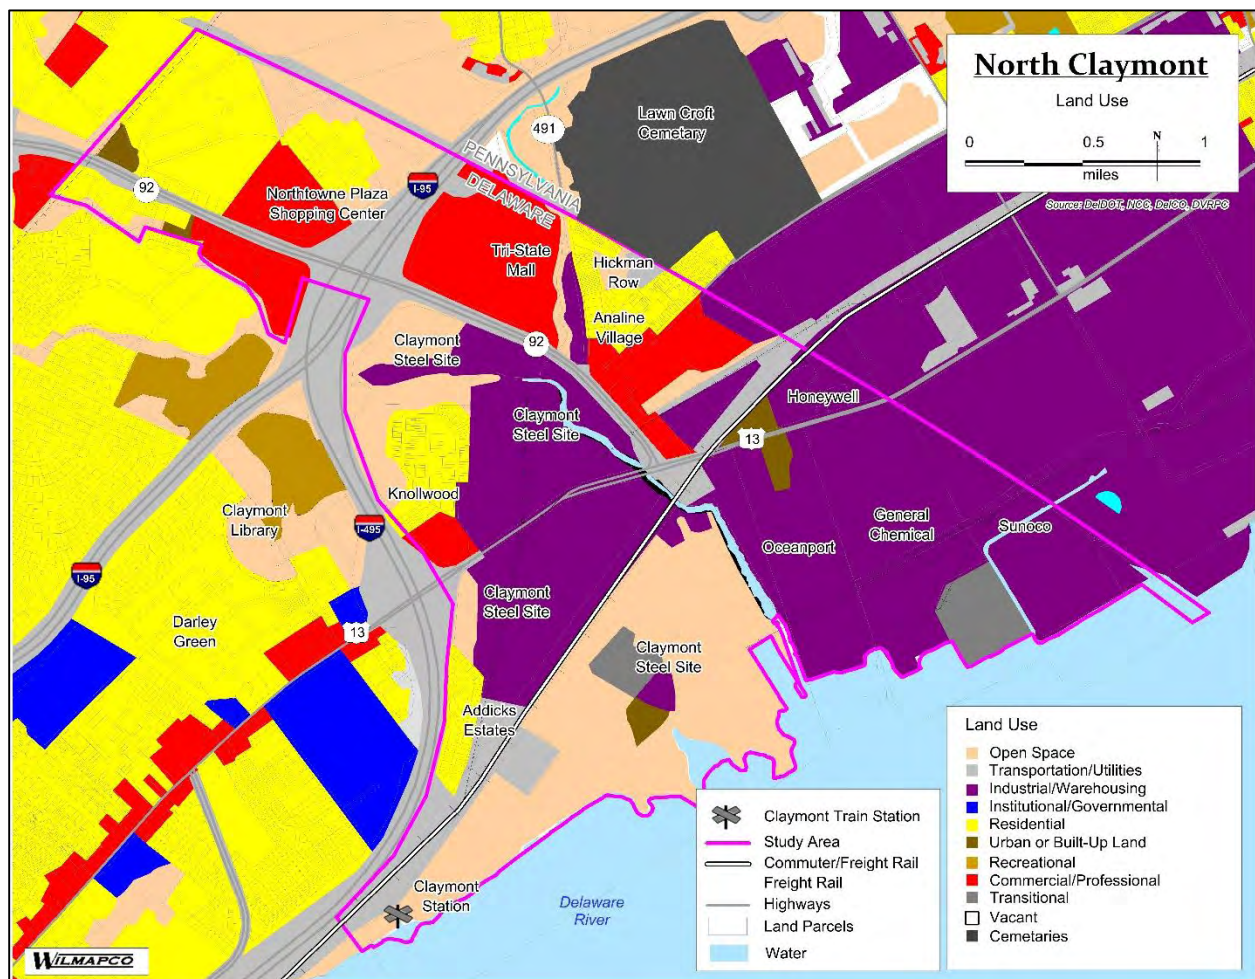 North Claymont
Land Use
0 0.5 1
N
miles
Source: DelDOT, NCC, DelCO, DVRPC
491
Lawn Croft
Cemetary
PENNSYLVANIA
DELAWARE
I-95
92
Northtowne Plaza
Shopping Center
Tri-State
Mall
Hickman
Row
Analine
Village
Claymont
Steel Site
92
Honeywell
Claymont
Steel Site
13
Knollwood
Claymont
Library
I-495
General
Chemical
Sunoco
Oceanport
I-95
Claymont
Steel Site
Darley
Green
13
Claymont
Steel Site
Addicks
Estates
Claymont
Station
Delaware
River
Claymont Train Station
Study Area
Commuter/Freight Rail
Freight Rail
Highways
Land Parcels
Water
Land Use
Open Space
Transportation/Utilities
Industrial/Warehousing
Institutional/Governmental
Residential
Urban or Built-Up Land
Recreational
Commercial/Professional
Transitional
Vacant
Cemetaries
WILMAPCO